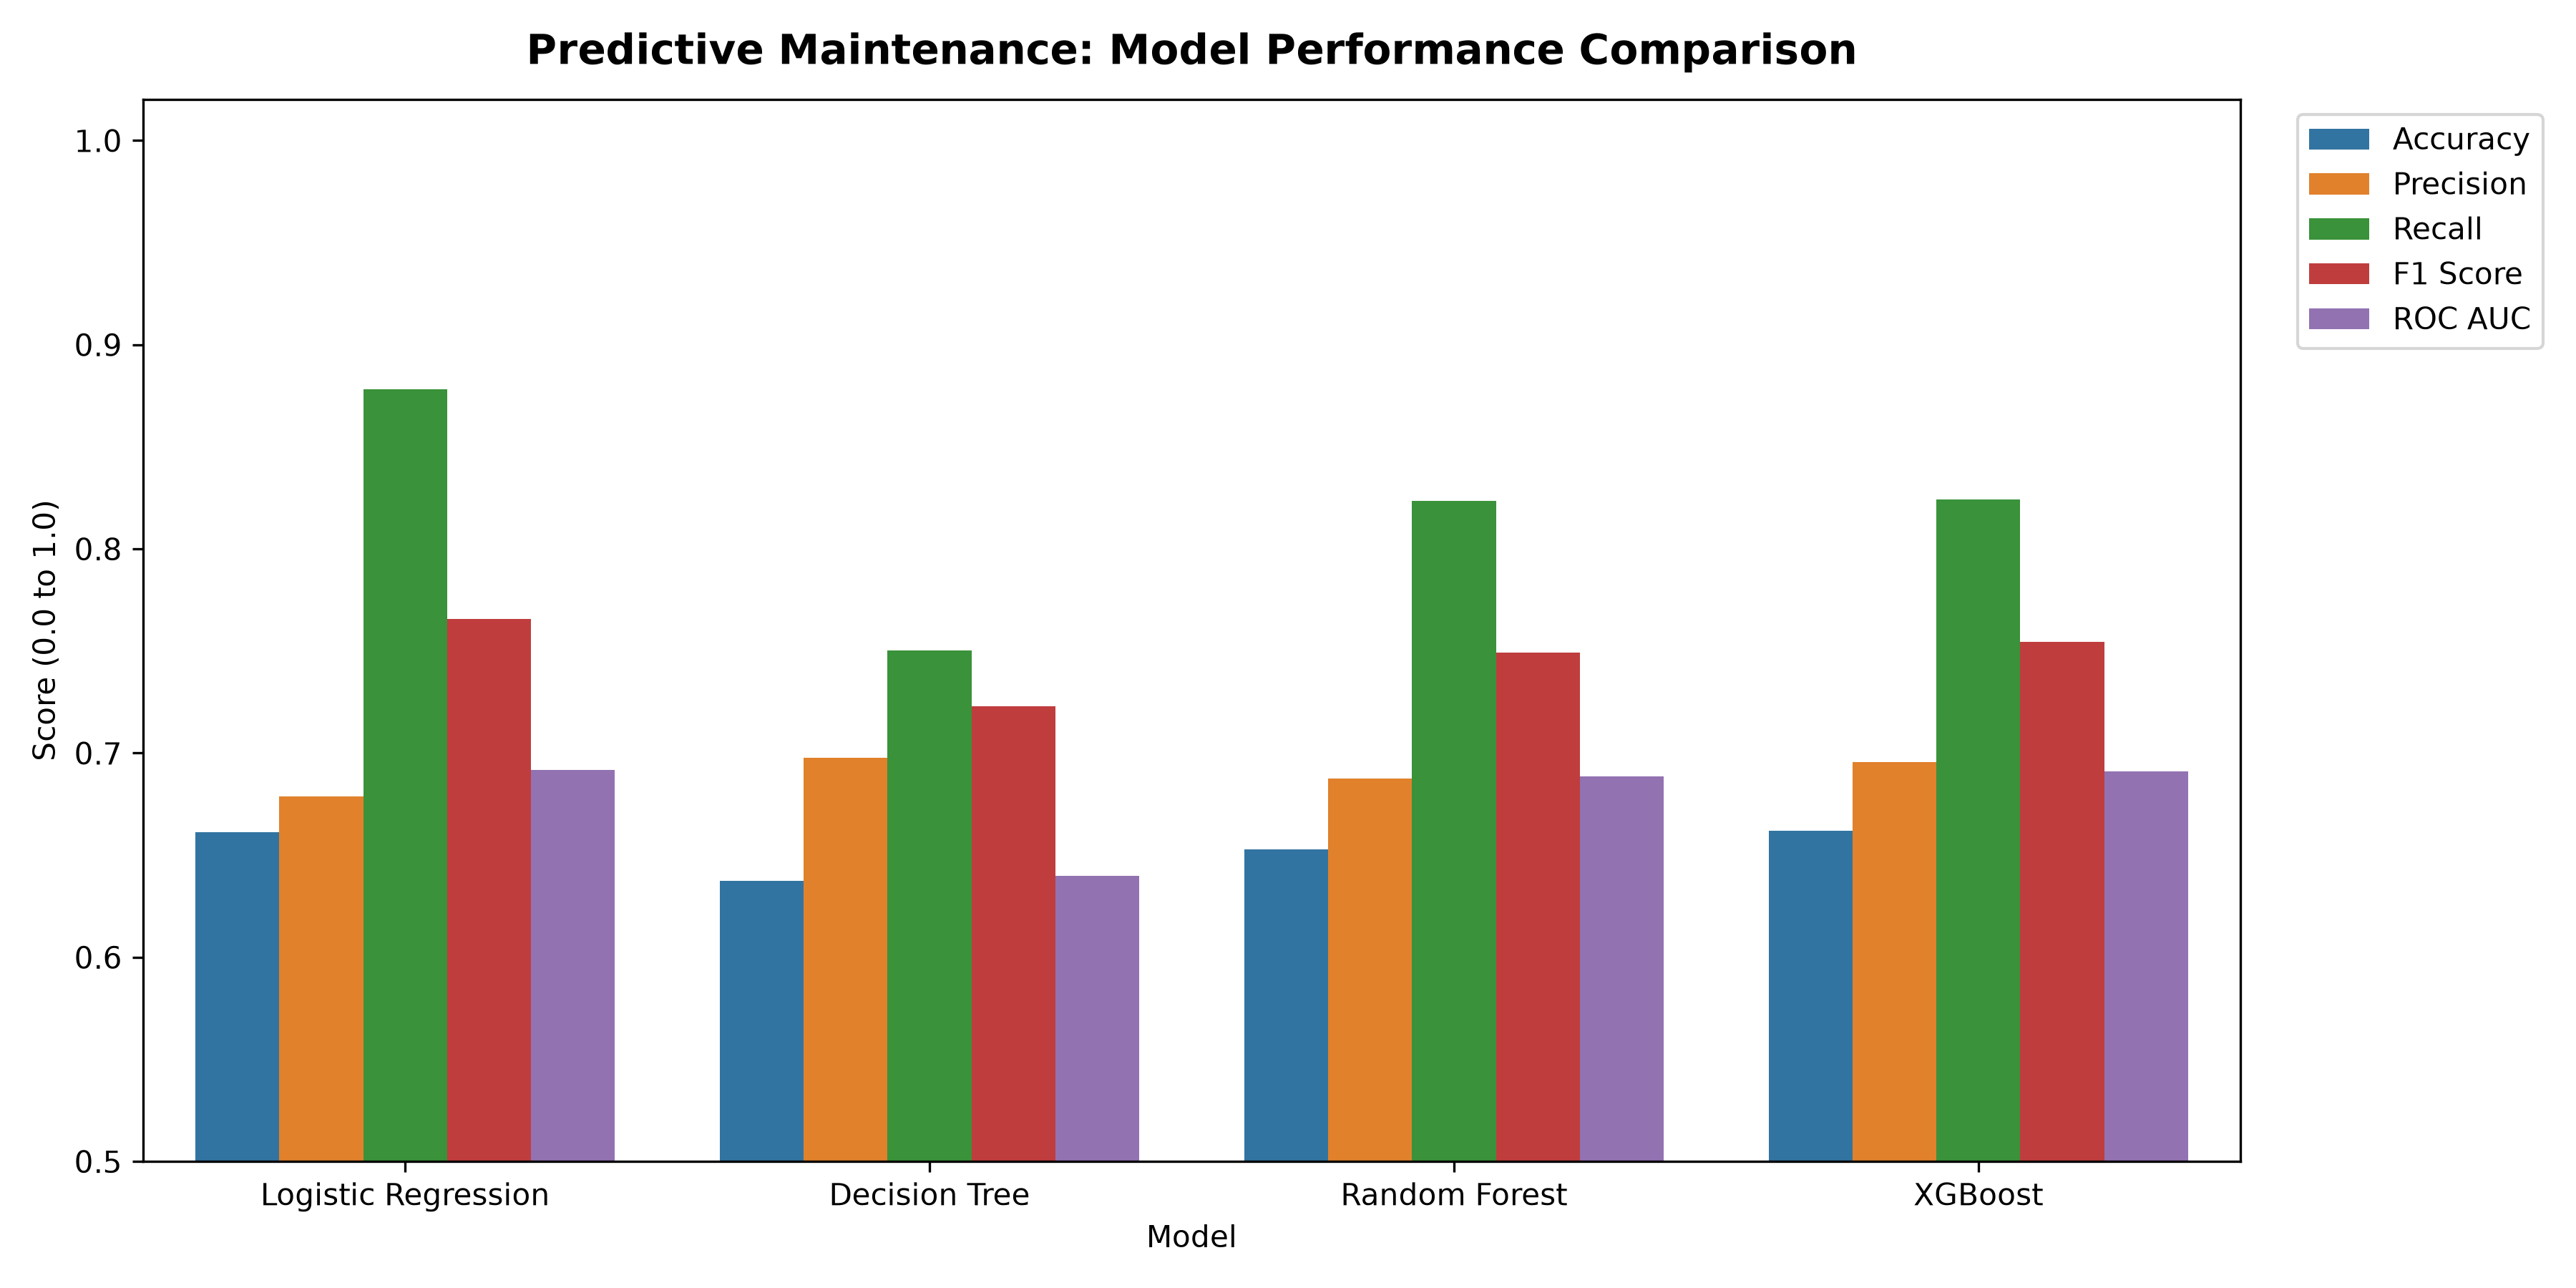 Predictive Maintenance: Model Performance Comparison
1.0
0.9
0.8
0.7
0.6
0.5
Score (0.0 to 1.0)
Logistic Regression
Decision Tree
Random Forest
XGBoost
Model
Accuracy
Precision
Recall
F1 Score
ROC AUC